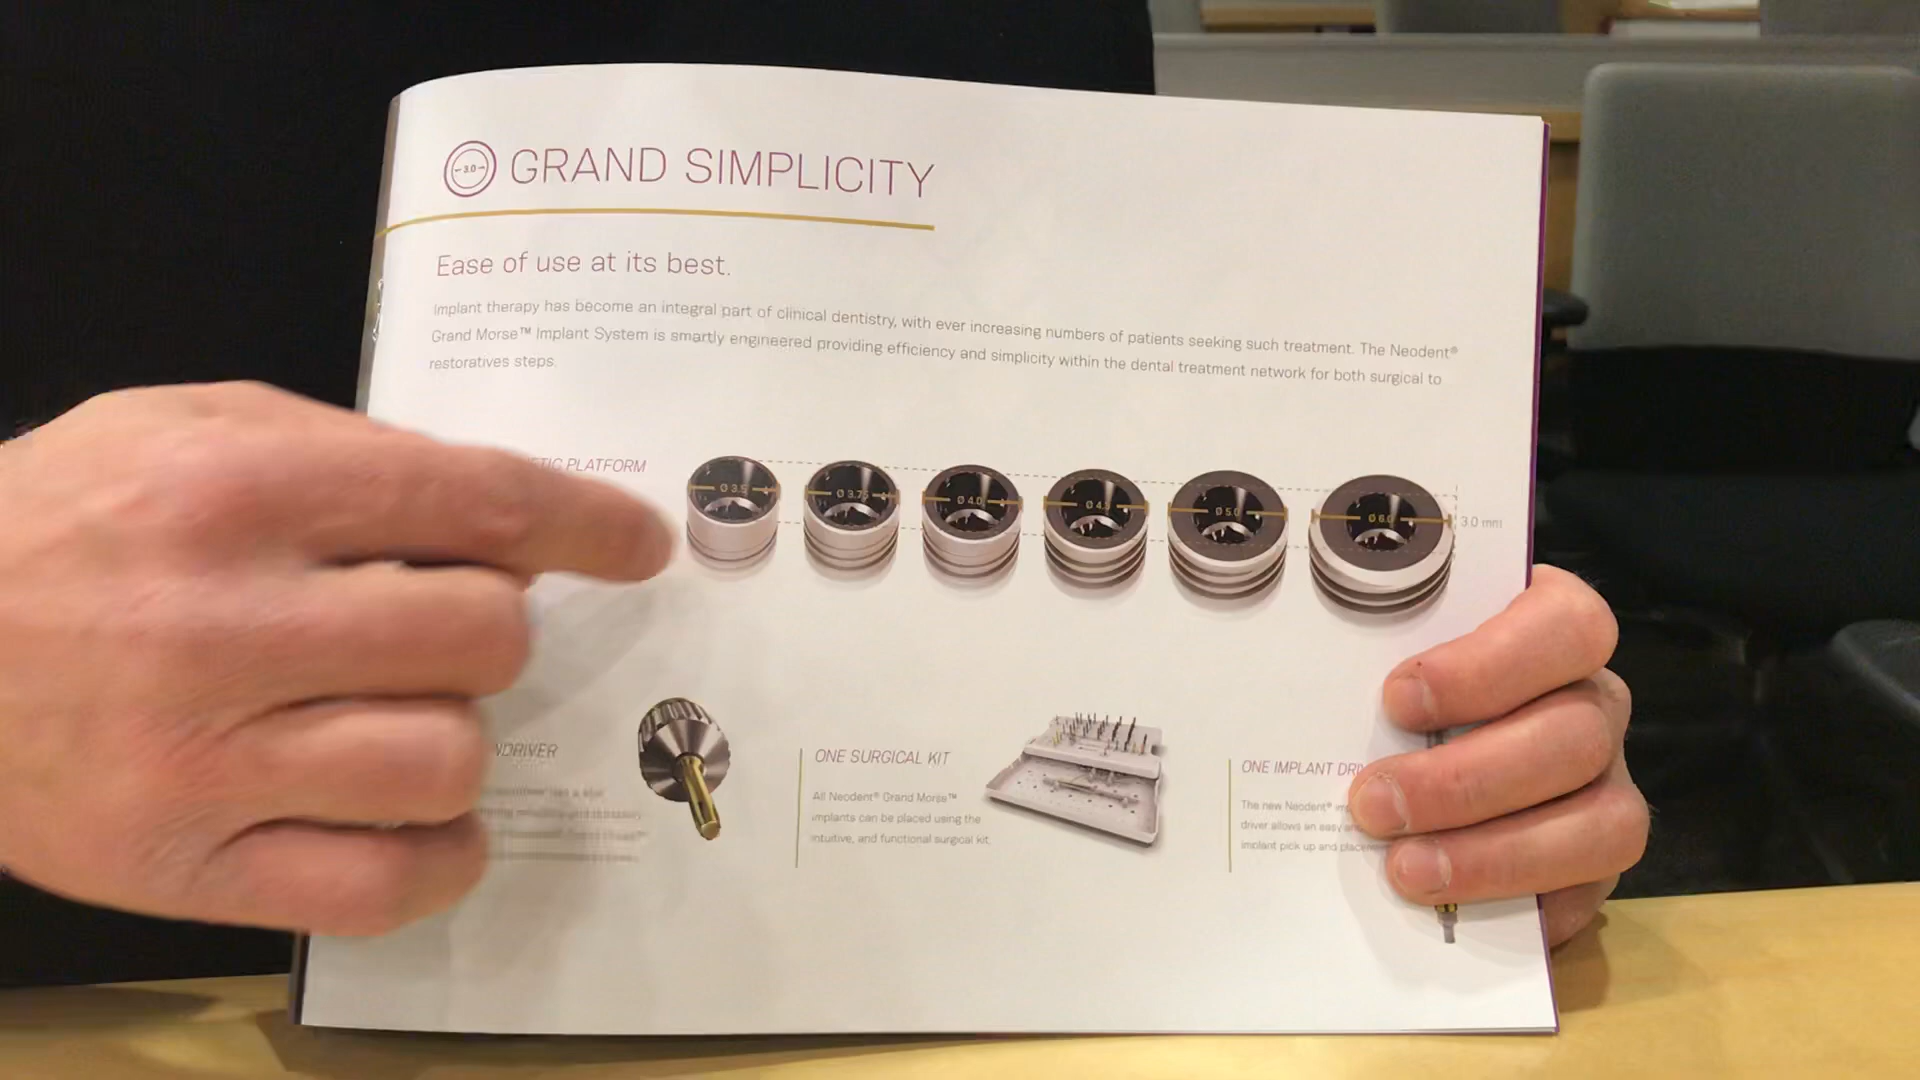 3.0
GRAND SIMPLICITY
Ease of use at its best.
Implant therapy has become an integral part of clinical dentistry, with ever increasing numbers of patients seeking such treatment. The Neodent®
Grand Morse™ Implant System is smartly engineered providing efficiency and simplicity within the dental treatment network for both surgical to
restoratives steps.
PLATFORM
Ø 3.5
Ø 3.75
Ø 4.0
Ø 5.0
Ø 6.0
3.0 mm
ONE SURGICAL KIT
All Neodent® Grand Morse™
implants can be placed using the
intuitive, and functional surgical kit.
ONE IMPLANT
The new Neodent®
driver allows an easy
implant pick up and